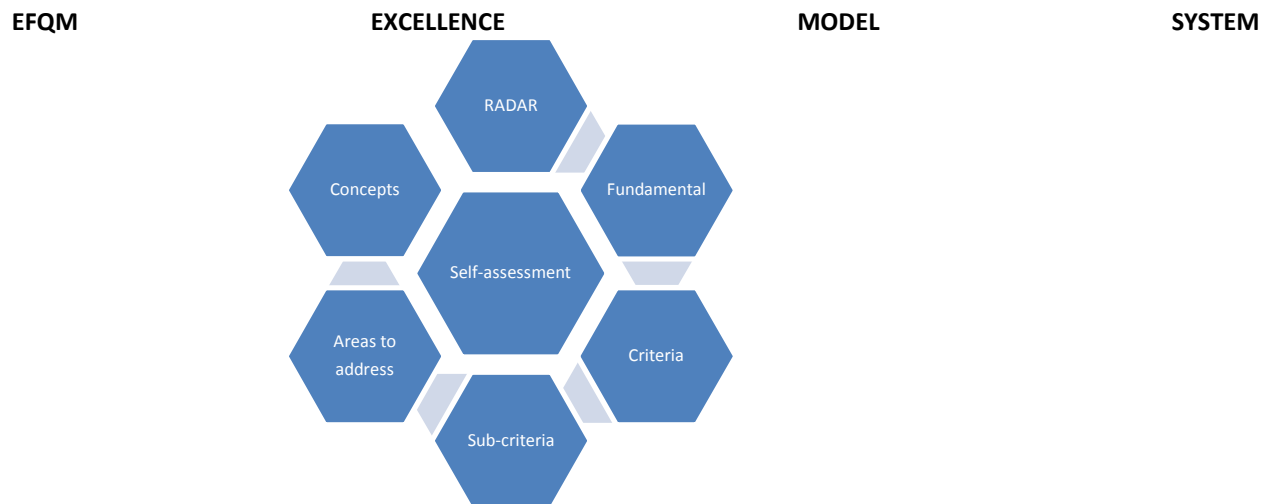 EFQM EXCELLENCE MODEL SYSTEM
RADAR
Concepts
Fundamental
Self-assessment
Areas to
address
Criteria
Sub-criteria